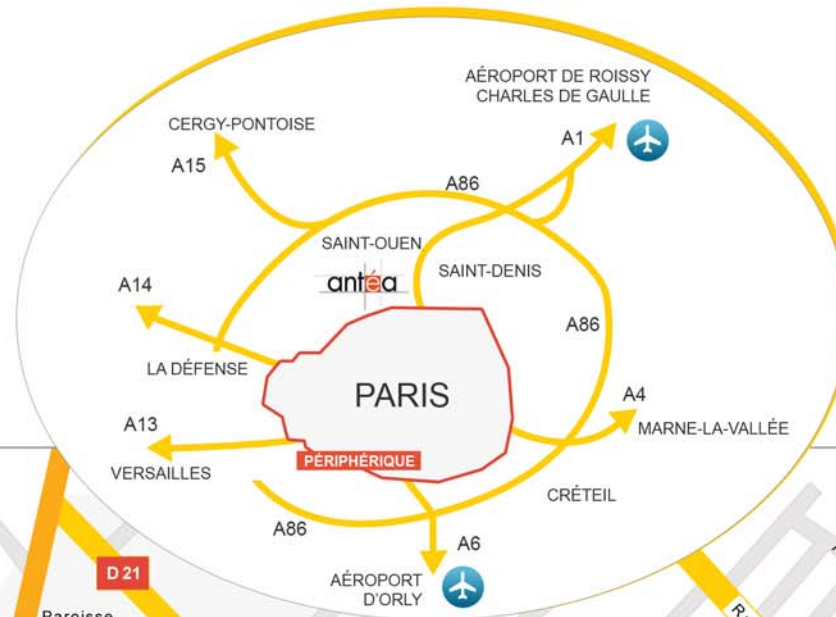 AÉROPORT DE ROISSY
CHARLES DE GAULLE
CERGY-PONTOISE
A1
A15
A86
SAINT-OUEN
antéa
SAINT-DENIS
A14
A86
LA DÉFENSE
PARIS
A4
A13
MARNE-LA-VALLÉE
PÉRIPHÉRIQUE
VERSAILLES
CRÉTEIL
A86
A6
D 21
AÉROPORT
D'ORLY
Paroisse